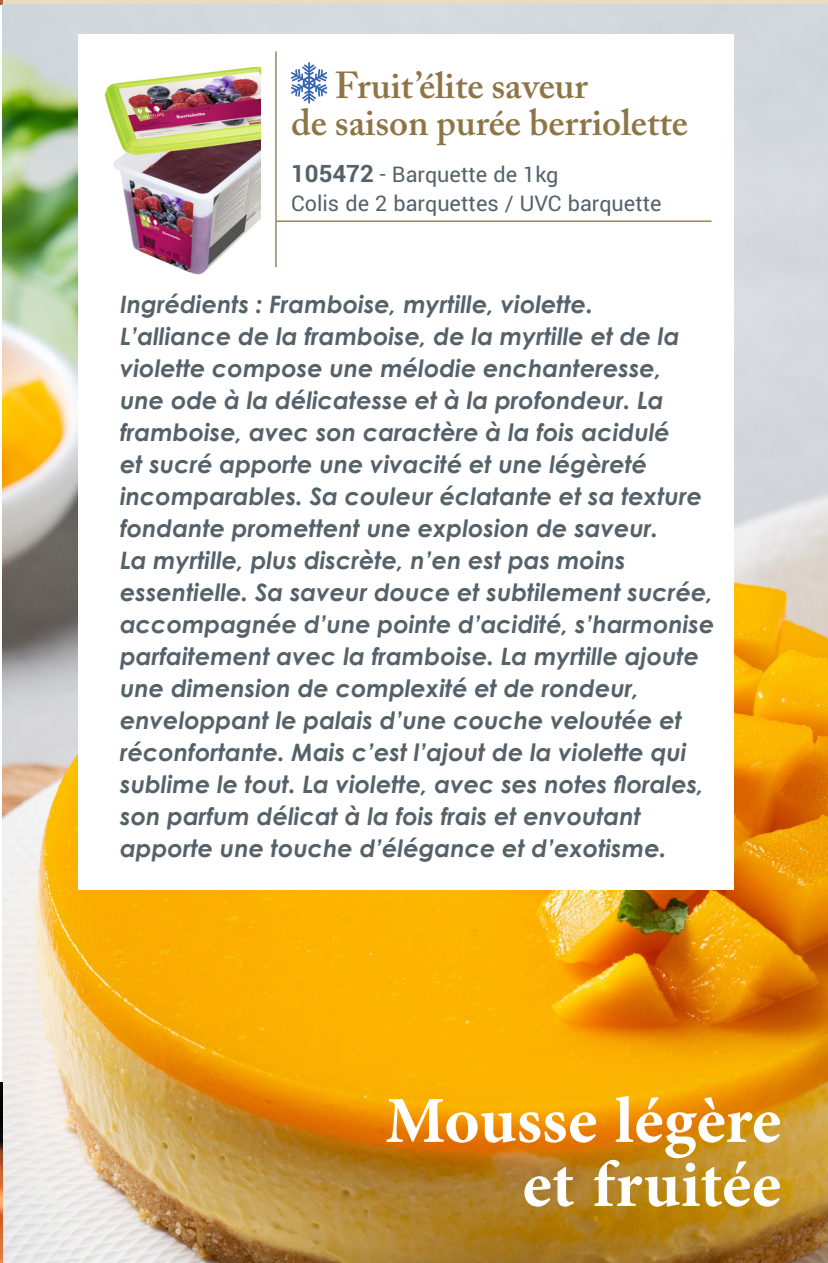 Fruit’élite saveur
de saison purée berriolette
105472 - Barquette de 1kg
Colis de 2 barquettes / UVC barquette
Berriolette
Ingrédients : Framboise, myrtille, violette.
L’alliance de la framboise, de la myrtille et de la
violette compose une mélodie enchanteresse,
une ode à la délicatesse et à la profondeur. La
framboise, avec son caractère à la fois acidulé
et sucré apporte une vivacité et une légèreté
incomparables. Sa couleur éclatante et sa texture
fondante promettent une explosion de saveur.
La myrtille, plus discrète, n’en est pas moins
essentielle. Sa saveur douce et subtilement sucrée,
accompagnée d’une pointe d’acidité, s’harmonise
parfaitement avec la framboise. La myrtille ajoute
une dimension de complexité et de rondeur,
enveloppant le palais d’une couche veloutée et
réconfortante. Mais c’est l’ajout de la violette qui
sublime le tout. La violette, avec ses notes florales,
son parfum délicat à la fois frais et envoutant
apporte une touche d’élégance et d’exotisme.
Mousse légère
et fruitée